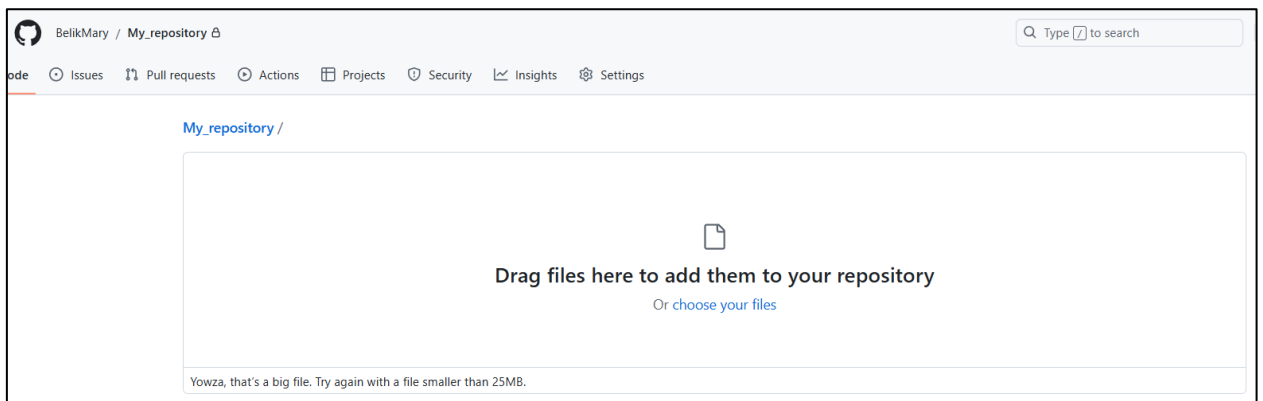 BelikMary / My_repository
Type / to search
ode Issues Pull requests Actions Projects Security Insights Settings
My_repository /
Drag files here to add them to your repository
Or choose your files
Yowza, that's a big file. Try again with a file smaller than 25MB.